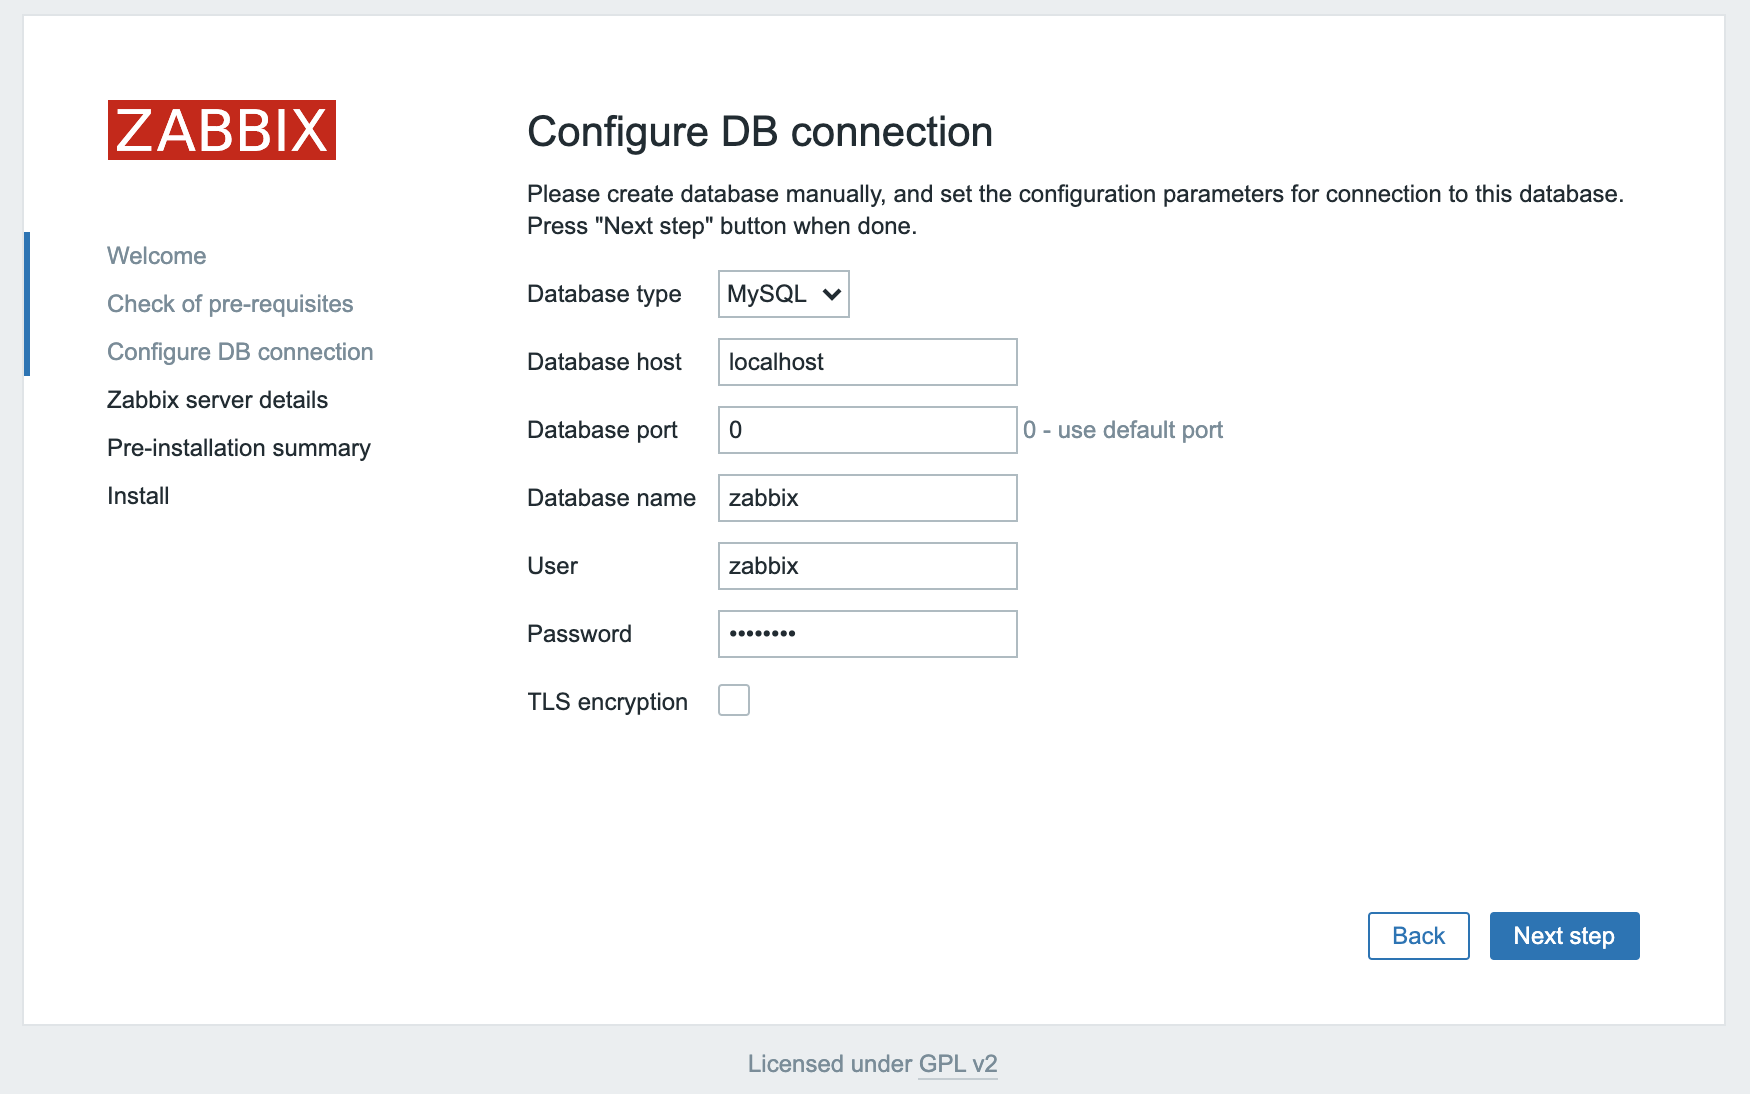 ZABBIX
Welcome
Check of pre-requisites
Configure DB connection
Zabbix server details
Pre-installation summary
Install
Configure DB connection
Please create database manually, and set the configuration parameters for connection to this database.
Press "Next step" button when done.
Database type MySQL
Database host localhost
Database port 0 0 - use default port
Database name zabbix
User zabbix
Password ••••••••
TLS encryption
Back Next step
Licensed under GPL v2